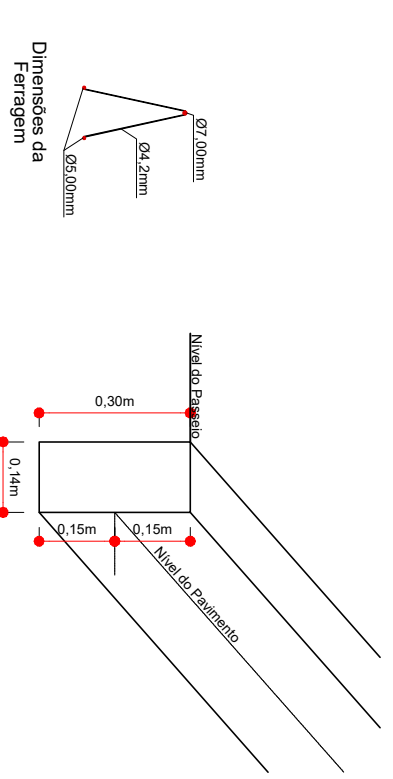 Ø7,00mm
Ø4,2mm
Ø5,00mm
Dimensões da
Ferragem
Nível do Passeio
0,30m
0,14m
0,15m
0,15m
Nível do Pavimento